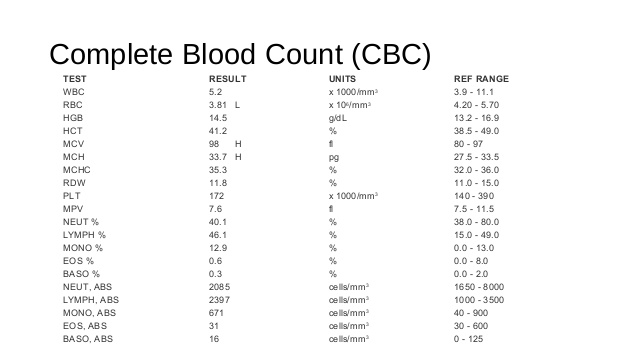 Complete Blood Count (CBC)
TEST RESULT UNITS REF RANGE
WBC 5.2 x 1000/mm³ 3.9 - 11.1
RBC 3.81 L x 10⁶/mm³ 4.20 - 5.70
HGB 14.5 g/dL 13.2 - 16.9
HCT 41.2 % 38.5 - 49.0
MCV 98 H fl 80 - 97
MCH 33.7 H pg 27.5 - 33.5
MCHC 35.3 % 32.0 - 36.0
RDW 11.8 % 11.0 - 15.0
PLT 172 x 1000/mm³ 140 - 390
MPV 7.6 fl 7.5 - 11.5
NEUT % 40.1 % 38.0 - 80.0
LYMPH % 46.1 % 15.0 - 49.0
MONO % 12.9 % 0.0 - 13.0
EOS % 0.6 % 0.0 - 8.0
BASO % 0.3 % 0.0 - 2.0
NEUT, ABS 2085 cells/mm³ 1650 - 8000
LYMPH, ABS 2397 cells/mm³ 1000 - 3500
MONO, ABS 671 cells/mm³ 40 - 900
EOS, ABS 31 cells/mm³ 30 - 600
BASO, ABS 16 cells/mm³ 0 - 125